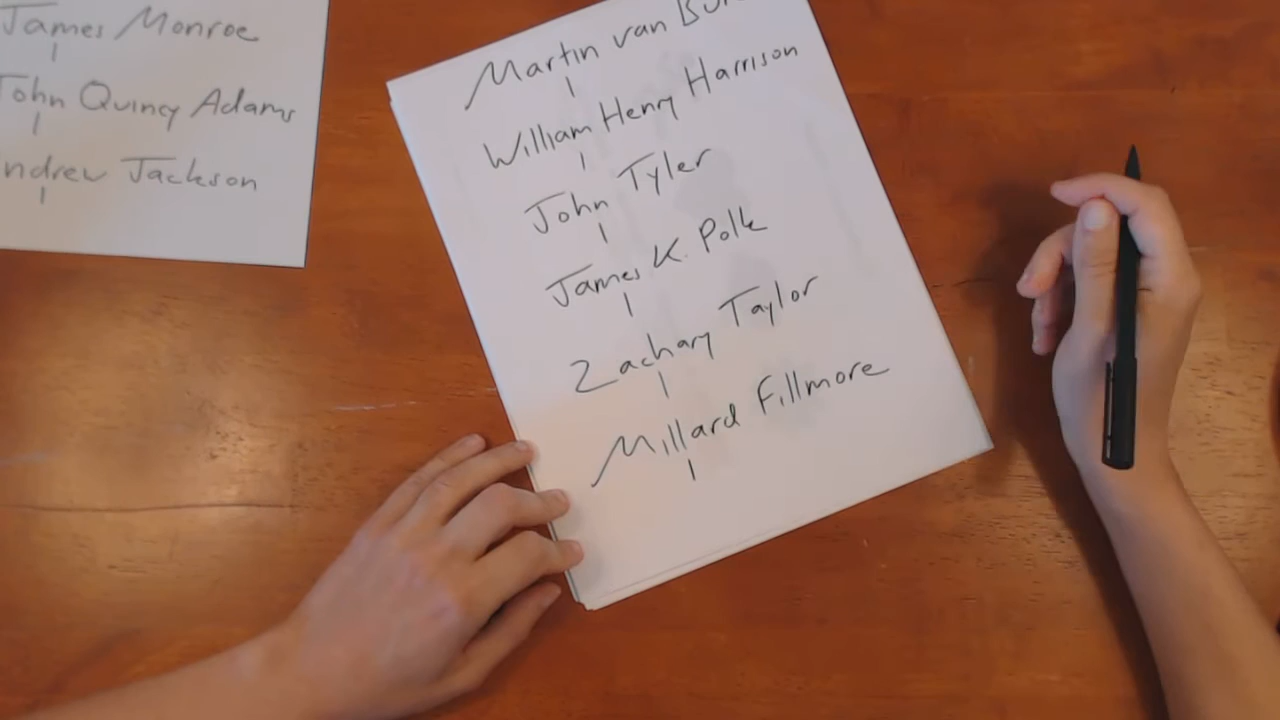 James Monroe
John Quincy Adams
Andrew Jackson
Martin van
William Henry Harrison
John Tyler
James K. Polk
Zachary Taylor
Millard Fillmore